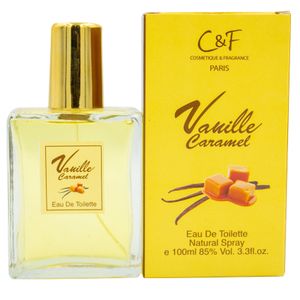 Vanille
Caramel
Eau De Toilette
C&F
COSMETIQUE & FRAGRANCE
PARIS
Vanille
Caramel
Eau De Toilette
Natural Spray
e 100ml 85% Vol. 3.3fl.oz.